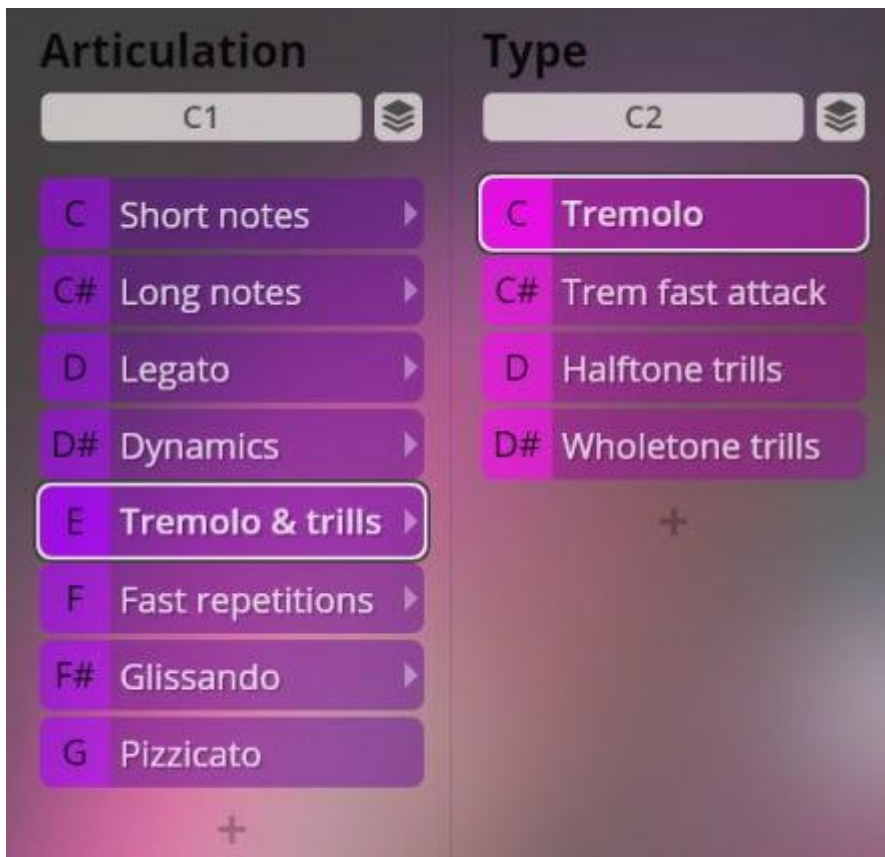 Articulation
C1
C Short notes
C# Long notes
D Legato
D# Dynamics
E Tremolo & trills
F Fast repetitions
F# Glissando
G Pizzicato
+
Type
C2
C Tremolo
C# Trem fast attack
D Halftone trills
D# Wholetone trills
+